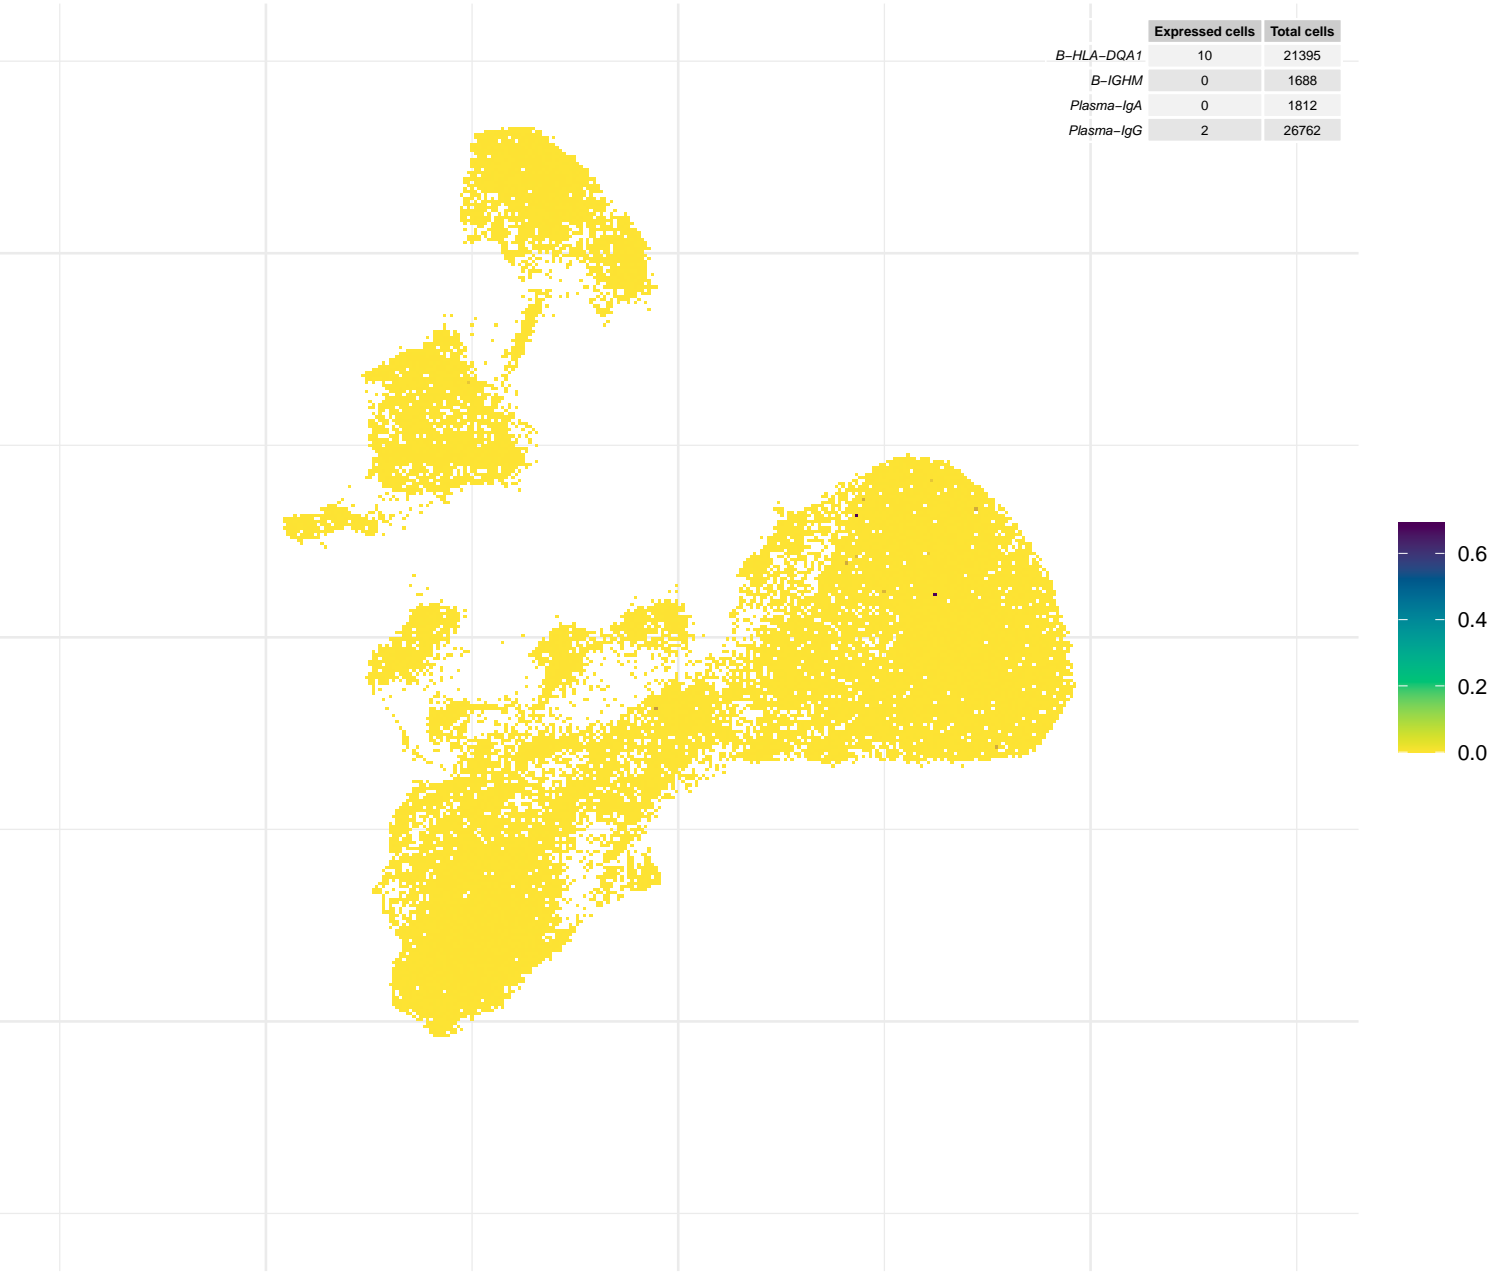 Expressed cells Total cells
B−HLA−DQA1 10 21395
B−IGHM 0 1688
Plasma−IgA 0 1812
Plasma−IgG 2 26762
0.6
0.4
0.2
0.0